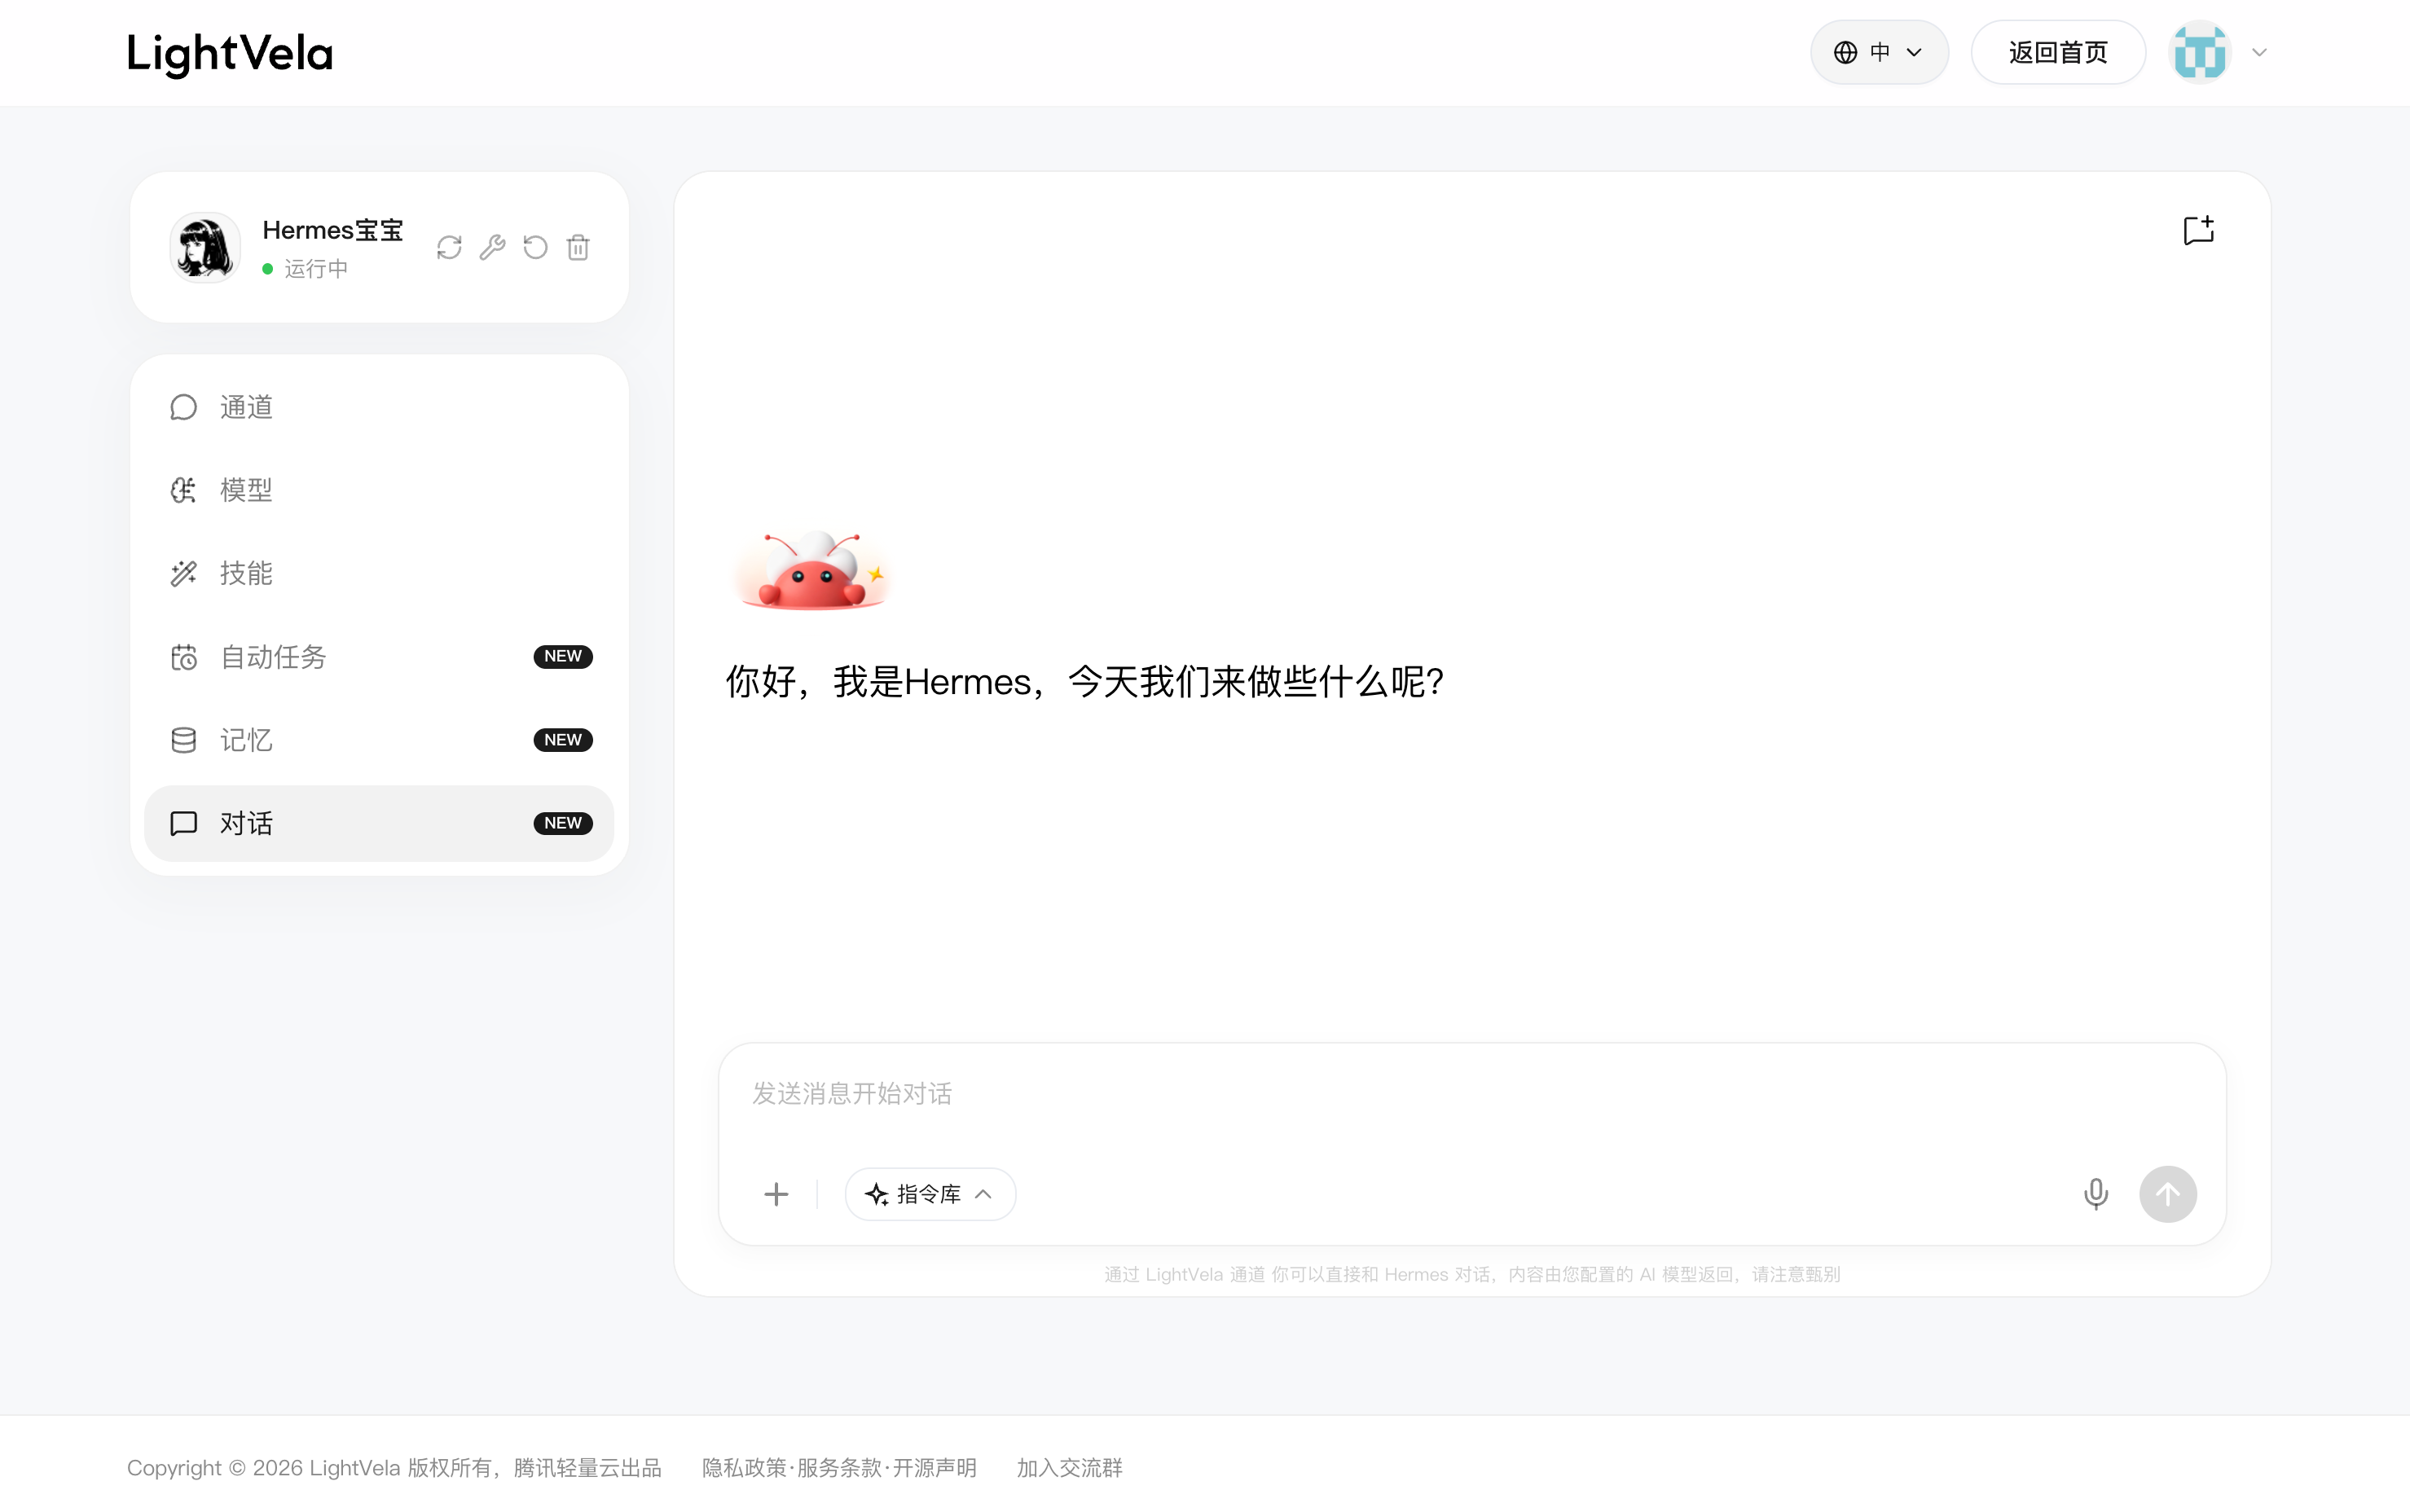 LightVela
中
返回首页
Hermes宝宝
运行中
通道
模型
技能
自动任务 NEW
记忆 NEW
对话 NEW
你好，我是Hermes，今天我们来做些什么呢？
发送消息开始对话
指令库
通过 LightVela 通道 你可以直接和 Hermes 对话，内容由您配置的 AI 模型返回，请注意甄别
Copyright © 2026 LightVela 版权所有，腾讯轻量云出品 隐私政策·服务条款·开源声明 加入交流群